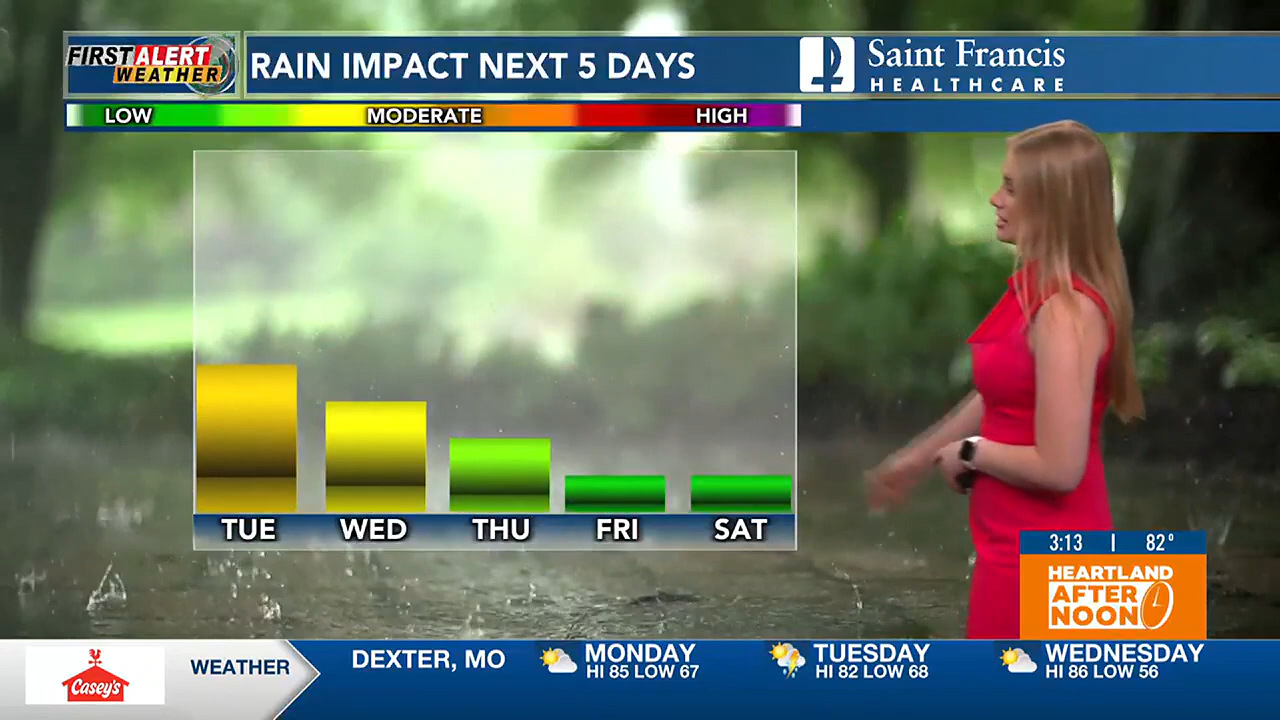 FIRST ALERT
WEATHER
RAIN IMPACT NEXT 5 DAYS
Saint Francis
HEALTHCARE
LOW MODERATE HIGH
TUE WED THU FRI SAT
3:13 | 82°
HEARTLAND
AFTER
NOON
Casey's
WEATHER
DEXTER, MO
MONDAY
HI 85 LOW 67
TUESDAY
HI 82 LOW 68
WEDNESDAY
HI 86 LOW 56